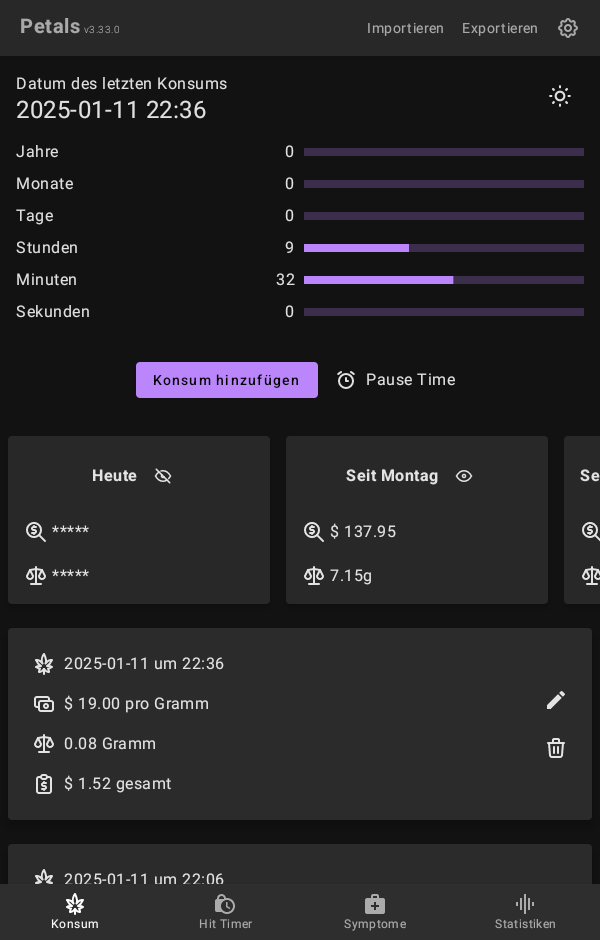 Petals v3.33.0 Importieren Exportieren
Datum des letzten Konsums
2025-01-11 22:36
Jahre 0
Monate 0
Tage 0
Stunden 9
Minuten 32
Sekunden 0
Konsum hinzufügen Pause Time
Heute Seit Montag Se
***** $ 137.95
***** 7.15g
2025-01-11 um 22:36
$ 19.00 pro Gramm
0.08 Gramm
$ 1.52 gesamt
2025-01-11 um 22:06
Konsum Hit Timer Symptome Statistiken